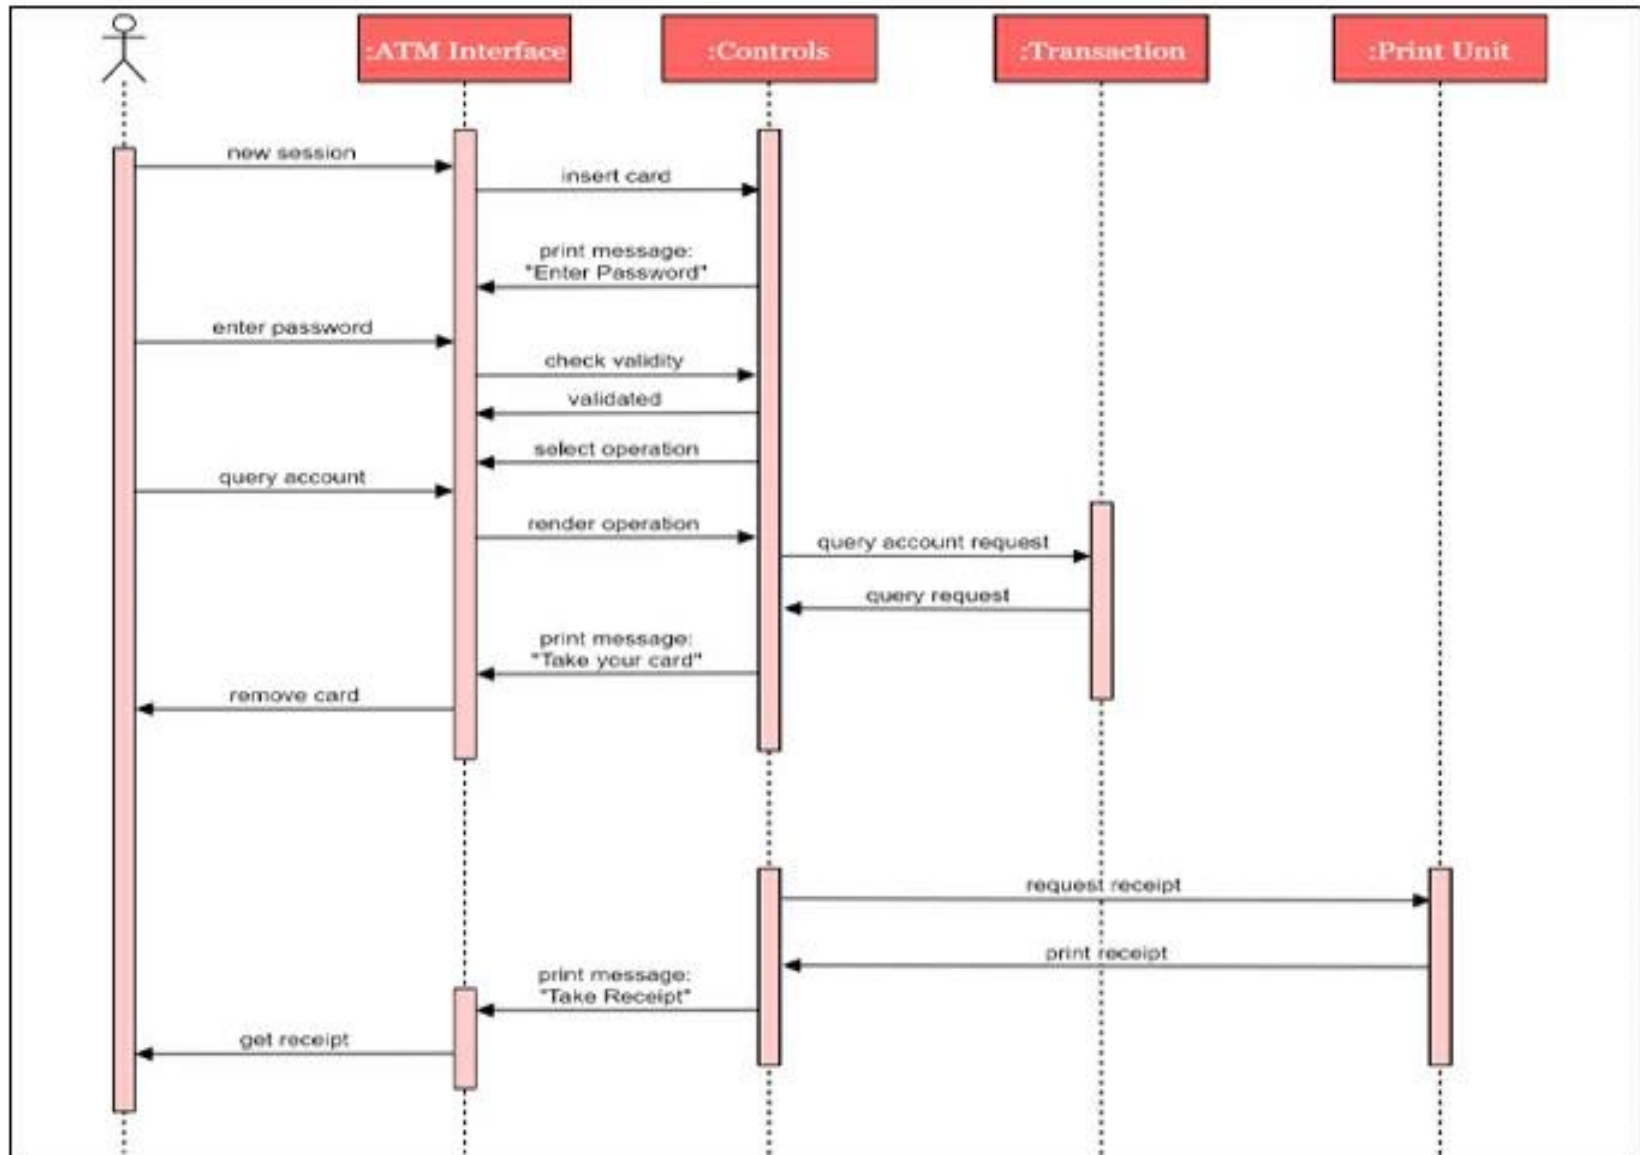 :ATM Interface
:Controls
:Transaction
:Print Unit
new session
insert card
print message:
"Enter Password"
enter password
check validity
validated
select operation
query account
render operation
query account request
query request
print message:
"Take your card"
remove card
request receipt
print receipt
print message:
"Take Receipt"
get receipt